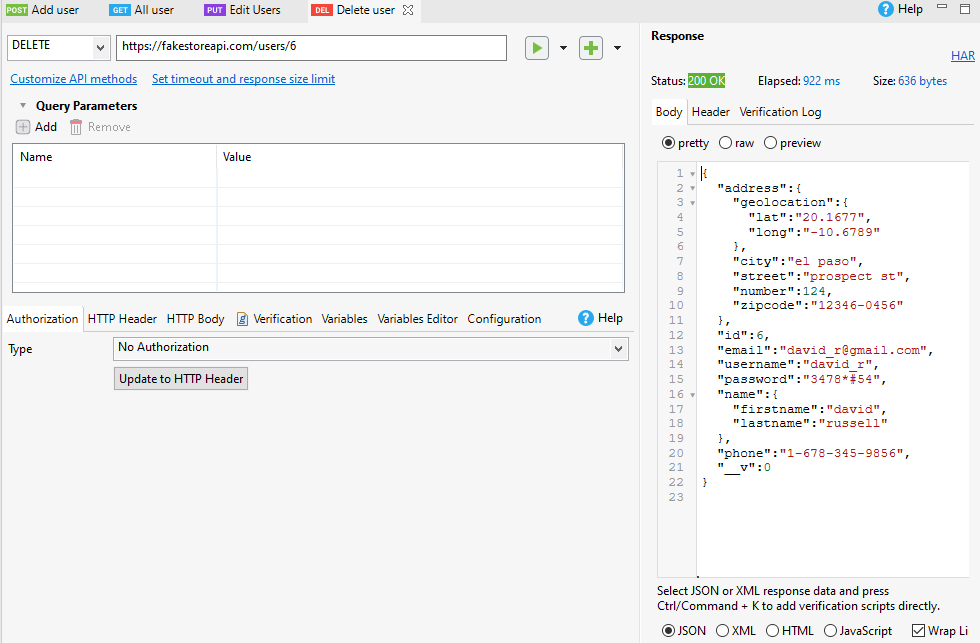 POST Add user GET All user PUT Edit Users DEL Delete user Help
DELETE https://fakestoreapi.com/users/6
Customize API methods Set timeout and response size limit
Query Parameters
Add Remove
Name Value
Authorization HTTP Header HTTP Body Verification Variables Variables Editor Configuration Help
Type No Authorization
Update to HTTP Header
Response
HAR
Status: 200 OK Elapsed: 922 ms Size: 636 bytes
Body Header Verification Log
pretty raw preview
1 {
2 "address":{
3 "geolocation":{
4 "lat":"20.1677",
5 "long":"-10.6789"
6 },
7 "city":"el paso",
8 "street":"prospect st",
9 "number":124,
10 "zipcode":"12346-0456"
11 },
12 "id":6,
13 "email":"david_r@gmail.com",
14 "username":"david_r",
15 "password":"3478*#54",
16 "name":{
17 "firstname":"david",
18 "lastname":"russell"
19 },
20 "phone":"1-678-345-9856",
21 "__v":0
22 }
23
Select JSON or XML response data and press
Ctrl/Command + K to add verification scripts directly.
JSON XML HTML JavaScript Wrap Li